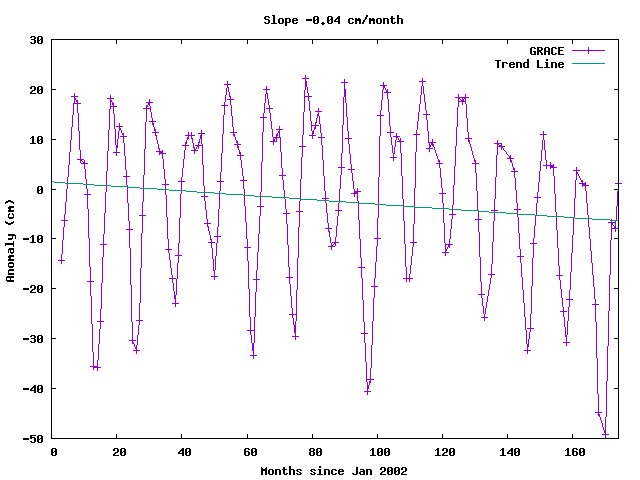 Slope -0.04 cm/month
30
20
10
0
-10
-20
-30
-40
-50
Anomaly (cm)
GRACE
Trend Line
0 20 40 60 80 100 120 140 160
Months since Jan 2002